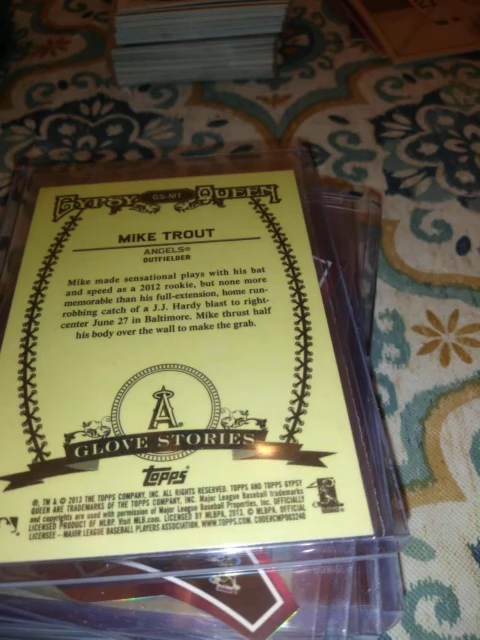 GYPSY GS-MT QUEEN
MIKE TROUT
ANGELS®
OUTFIELDER
Mike made sensational plays with his bat
and speed as a 2012 rookie, but none more
memorable than his full-extension, home run-
robbing catch of a J.J. Hardy blast to right-
center June 27 in Baltimore. Mike thrust half
his body over the wall to make the grab.
A
GLOVE STORIES
Topps
®, TM & © 2013 THE TOPPS COMPANY, INC. ALL RIGHTS RESERVED. TOPPS AND TOPPS GYPSY
QUEEN ARE TRADEMARKS OF THE TOPPS COMPANY, INC. OFFICIALLY
Major League Baseball trademarks
and copyrights are used with permission of Major League Baseball Properties, Inc.
LICENSED PRODUCT OF MLBP. Visit MLB.com. LICENSED BY MLBPA, 2013 © MLBPA, OFFICIAL
LICENSEE - MAJOR LEAGUE BASEBALL PLAYERS ASSOCIATION. WWW.TOPPS.COM.